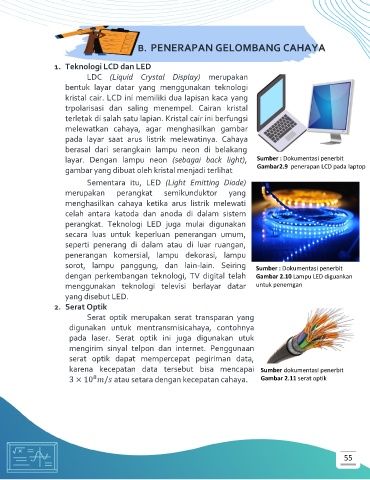 B. PENERAPAN GELOMBANG CAHAYA
1. Teknologi LCD dan LED
LDC (Liquid Crystal Display) merupakan
bentuk layar datar yang menggunakan teknologi
kristal cair. LCD ini memiliki dua lapisan kaca yang
trpolarisasi dan saling menempel. Cairan kristal
terletak di salah satu lapian. Kristal cair ini berfungsi
melewatkan cahaya, agar menghasilkan gambar
pada layar saat arus listrik melewatinya. Cahaya
berasal dari serangkain lampu neon di belakang
layar. Dengan lampu neon (sebagai back light),
gambar yang dibuat oleh kristal menjadi terlihat
Sumber : Dokumentasi penerbit
Gambar2.9 penerapan LCD pada laptop
Sementara itu, LED (Light Emitting Diode)
merupakan perangkat semikunduktor yang
menghasilkan cahaya ketika arus listrik melewati
celah antara katoda dan anoda di dalam sistem
perangkat. Teknologi LED juga mulai digunakan
secara luas untuk keperluan penerangan umum,
seperti penerang di dalam atau di luar ruangan,
penerangan komersial, lampu dekorasi, lampu
sorot, lampu panggung, dan lain-lain. Seiring
dengan perkembangan teknologi, TV digital telah
menggunakan teknologi televisi berlayar datar
yang disebut LED.
Sumber : Dokumentasi penerbit
Gambar 2.10 Lampu LED diguankan
untuk penerngan
2. Serat Optik
Serat optik merupakan serat transparan yang
digunakan untuk mentransmisicahaya, contohnya
pada laser. Serat optik ini juga digunakan utuk
mengirim sinyal telpon dan internet. Penggunaan
serat optik dapat mempercepat pegiriman data,
karena kecepatan data tersebut bisa mencapai
3 × 10⁸m/s atau setara dengan kecepatan cahaya.
Sumber dokumentasi penerbit
Gambar 2.11 serat optik
55